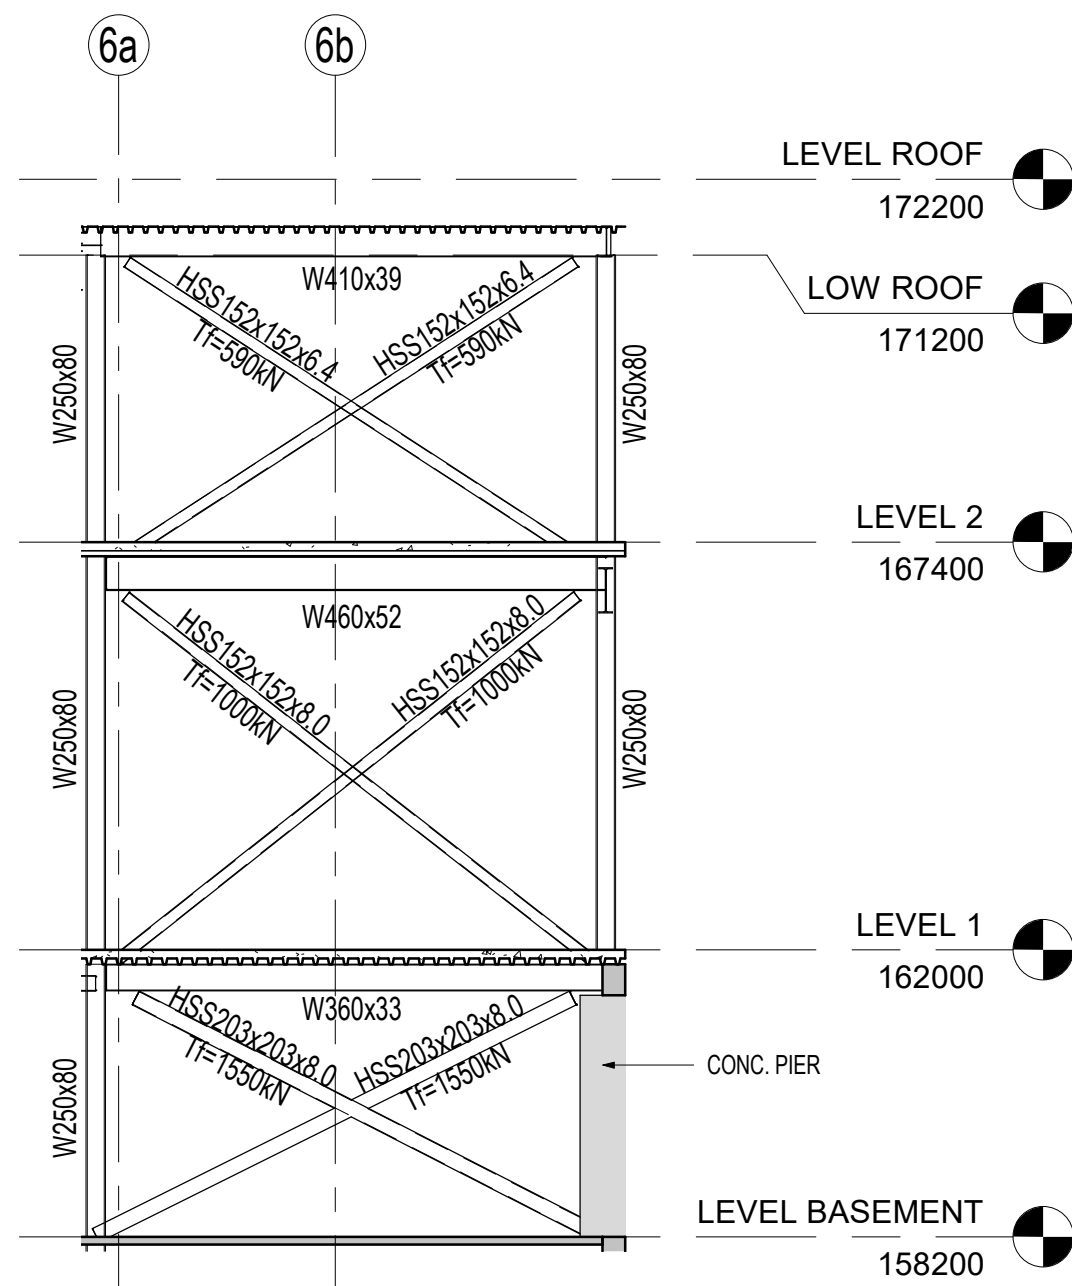 6a
6b
LEVEL ROOF
172200
W410x39
HSS152x152x6.4
Tf=590kN
HSS152x152x6.4
Tf=590kN
LOW ROOF
171200
W250x80
W250x80
LEVEL 2
167400
W460x52
HSS152x152x8.0
Tf=1000kN
HSS152x152x8.0
Tf=1000kN
W250x80
W250x80
LEVEL 1
162000
W360x33
HSS203x203x8.0
Tf=1550kN
HSS203x203x8.0
Tf=1550kN
W250x80
CONC. PIER
LEVEL BASEMENT
158200